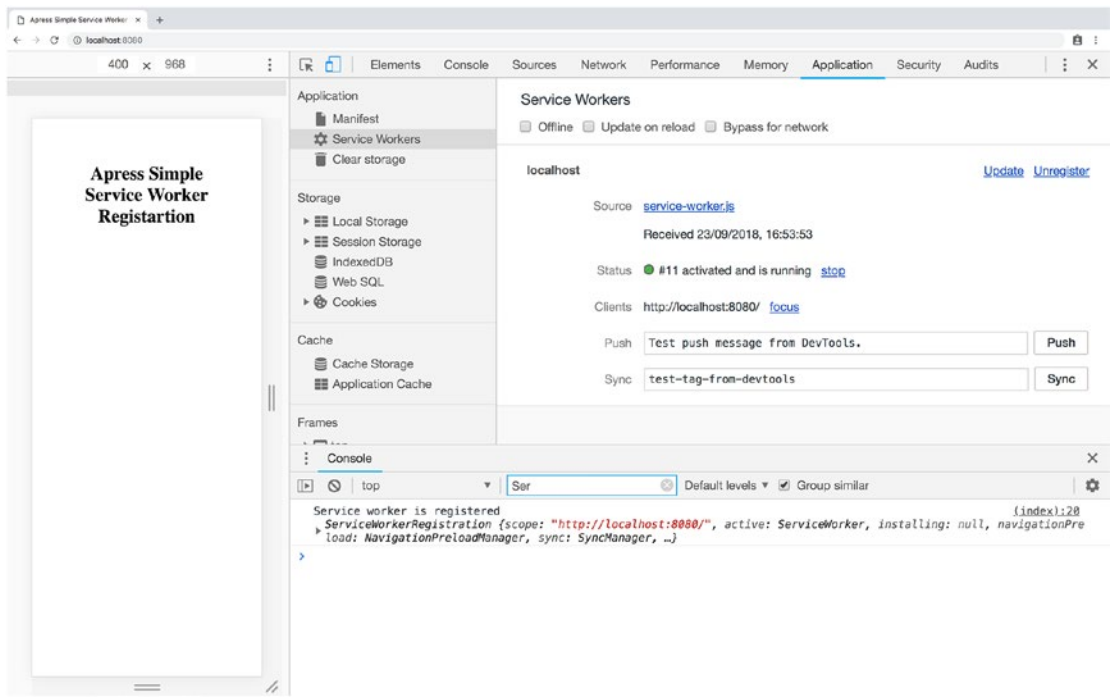 Apress Simple Service Worker
localhost:8080
400 x 968
Elements Console Sources Network Performance Memory Application Security Audits
Apress Simple
Service Worker
Registartion
Application
Manifest
Service Workers
Clear storage
Storage
Local Storage
Session Storage
IndexedDB
Web SQL
Cookies
Cache
Cache Storage
Application Cache
Frames
Service Workers
Offline Update on reload Bypass for network
localhost Update Unregister
Source service-worker.js
Received 23/09/2018, 16:53:53
Status #11 activated and is running stop
Clients http://localhost:8080/ focus
Push Test push message from DevTools. Push
Sync test-tag-from-devtools Sync
Console
top Ser Default levels Group similar
Service worker is registered (index):20
ServiceWorkerRegistration {scope: "http://localhost:8080/", active: ServiceWorker, installing: null, navigationPre
load: NavigationPreloadManager, sync: SyncManager, …}